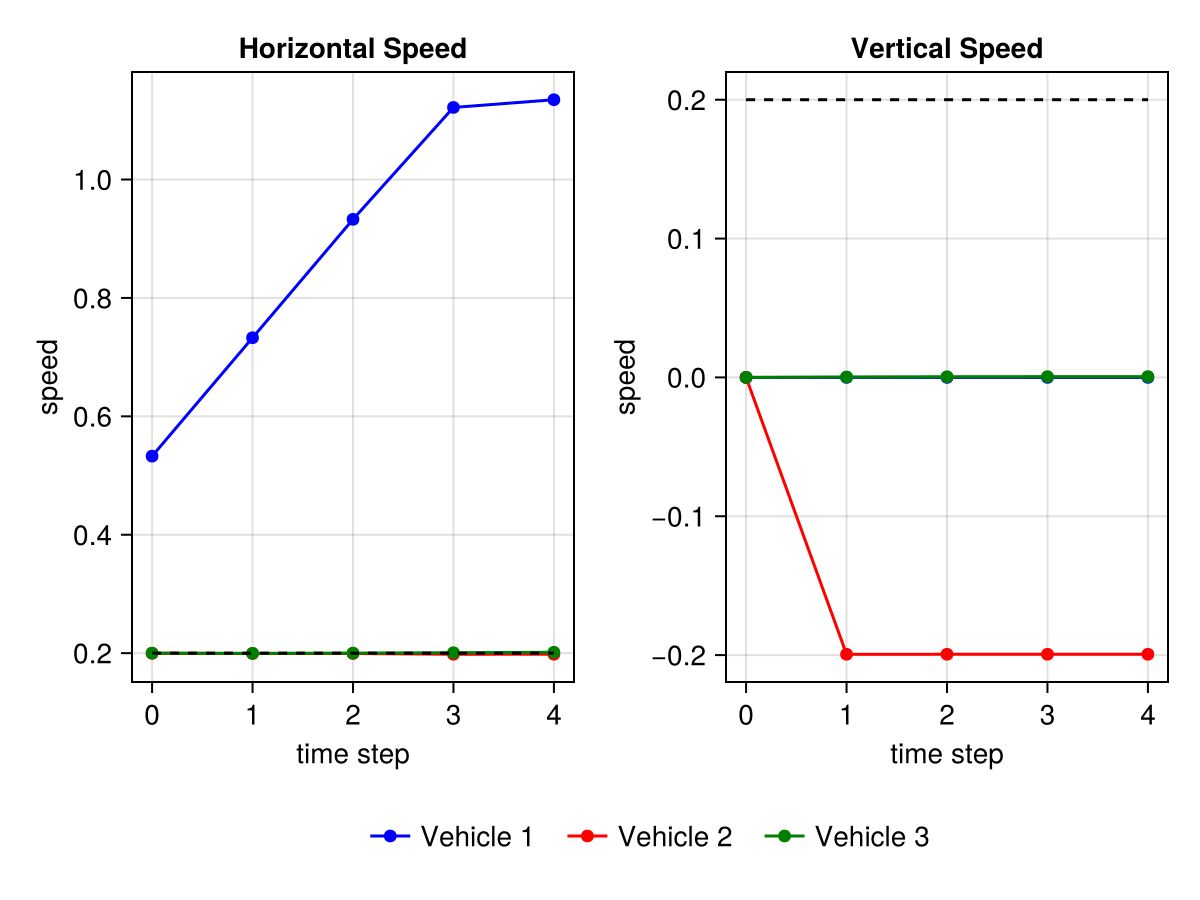 Horizontal Speed
speed
1.0
0.8
0.6
0.4
0.2
0 1 2 3 4
time step
Vertical Speed
speed
0.2
0.1
0.0
−0.1
−0.2
0 1 2 3 4
time step
Vehicle 1 Vehicle 2 Vehicle 3